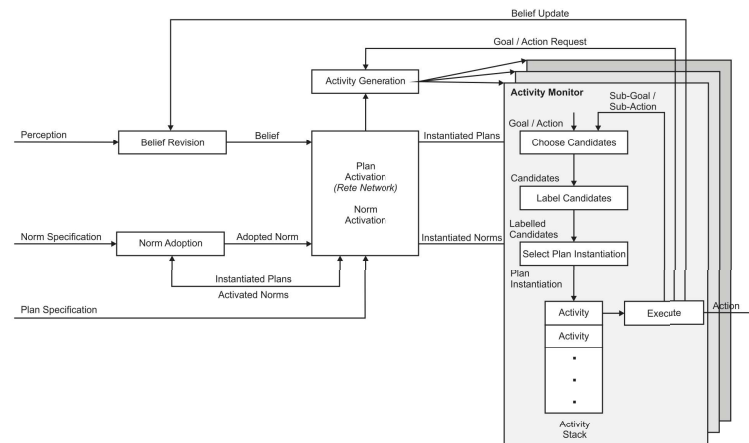 Belief Update
Goal / Action Request
Activity Generation
Activity Monitor
Sub-Goal /
Sub-Action
Goal / Action
Perception
Belief Revision
Belief
Instantiated Plans
Choose Candidates
Plan
Activation
(Rete Network)
Norm
Activation
Candidates
Label Candidates
Labelled
Candidates
Norm Specification
Norm Adoption
Adopted Norm
Instantiated Norms
Select Plan Instantiation
Plan
Instantiation
Instantiated Plans
Activated Norms
Plan Specification
Activity
Execute
Action
Activity
Activity
Stack